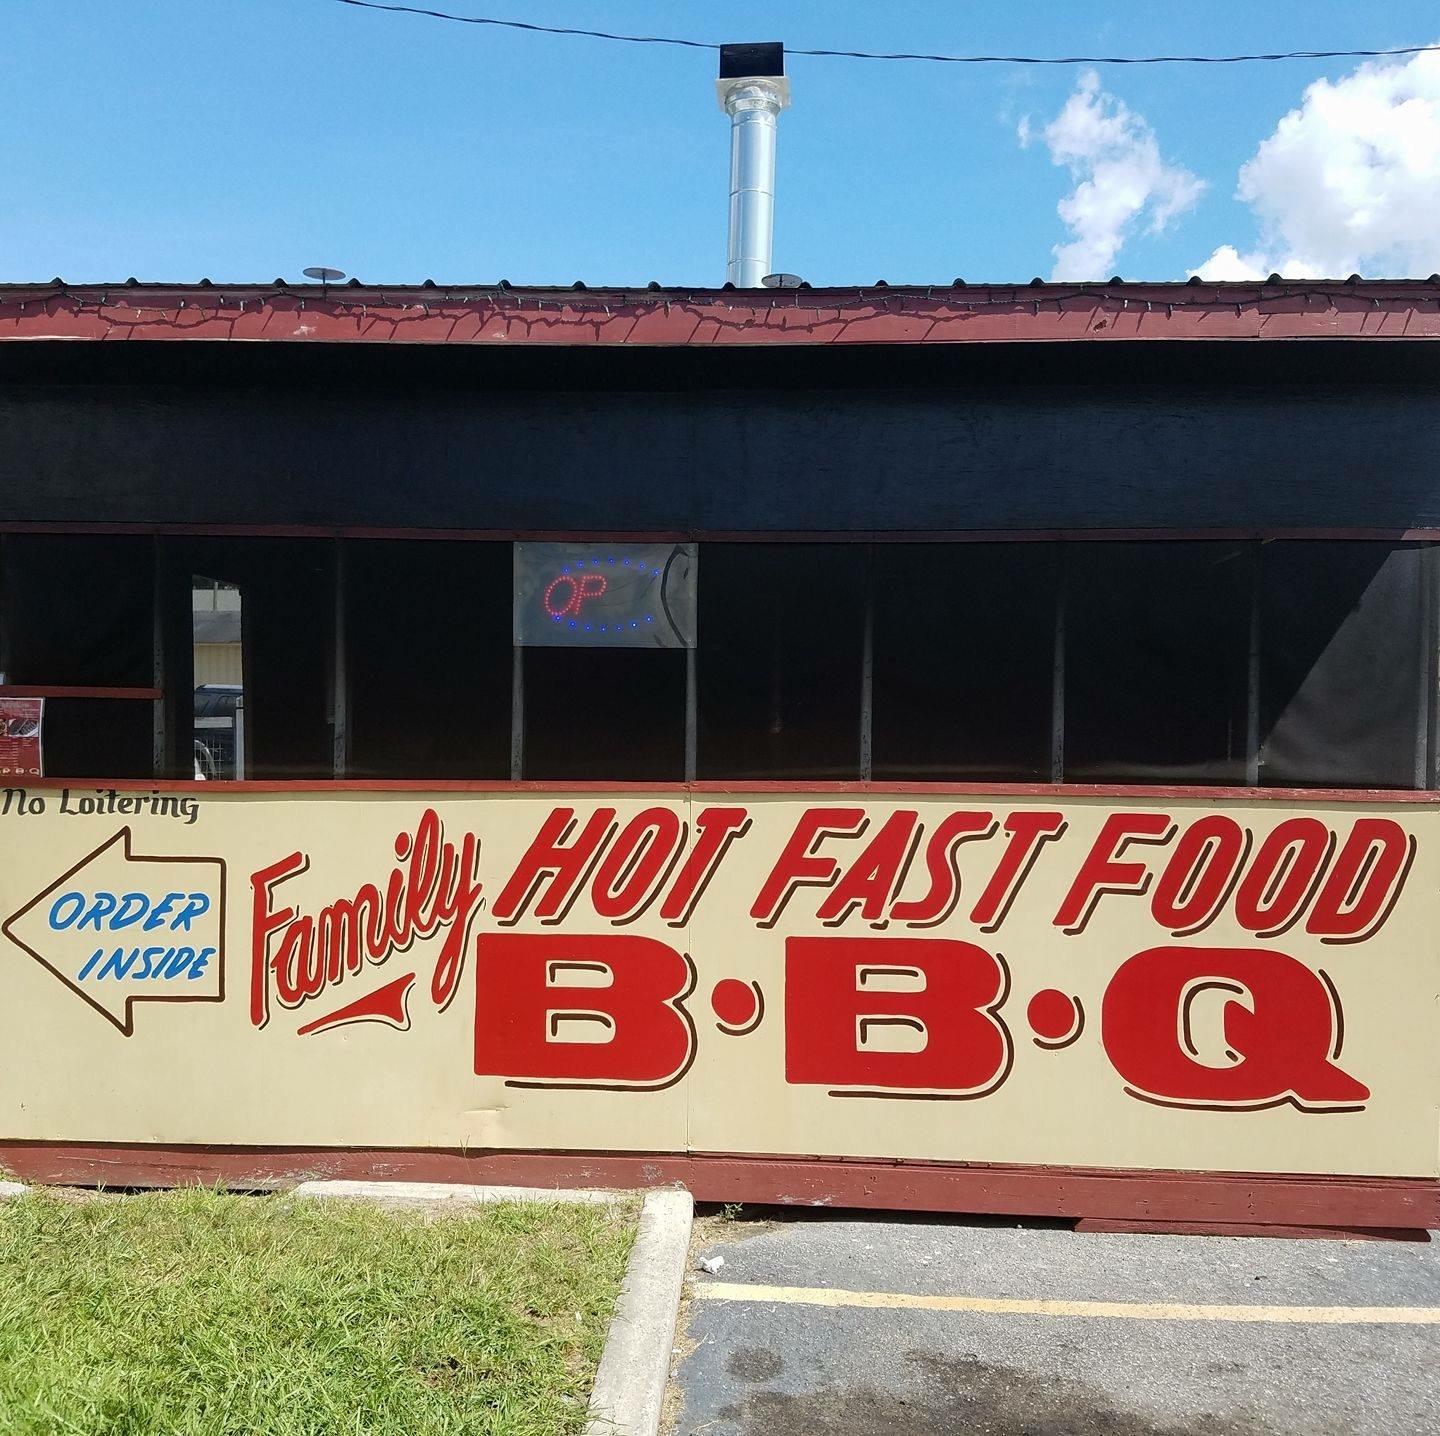 OP
No Loitering
ORDER
INSIDE
Family
HOT FAST FOOD
B·B·Q